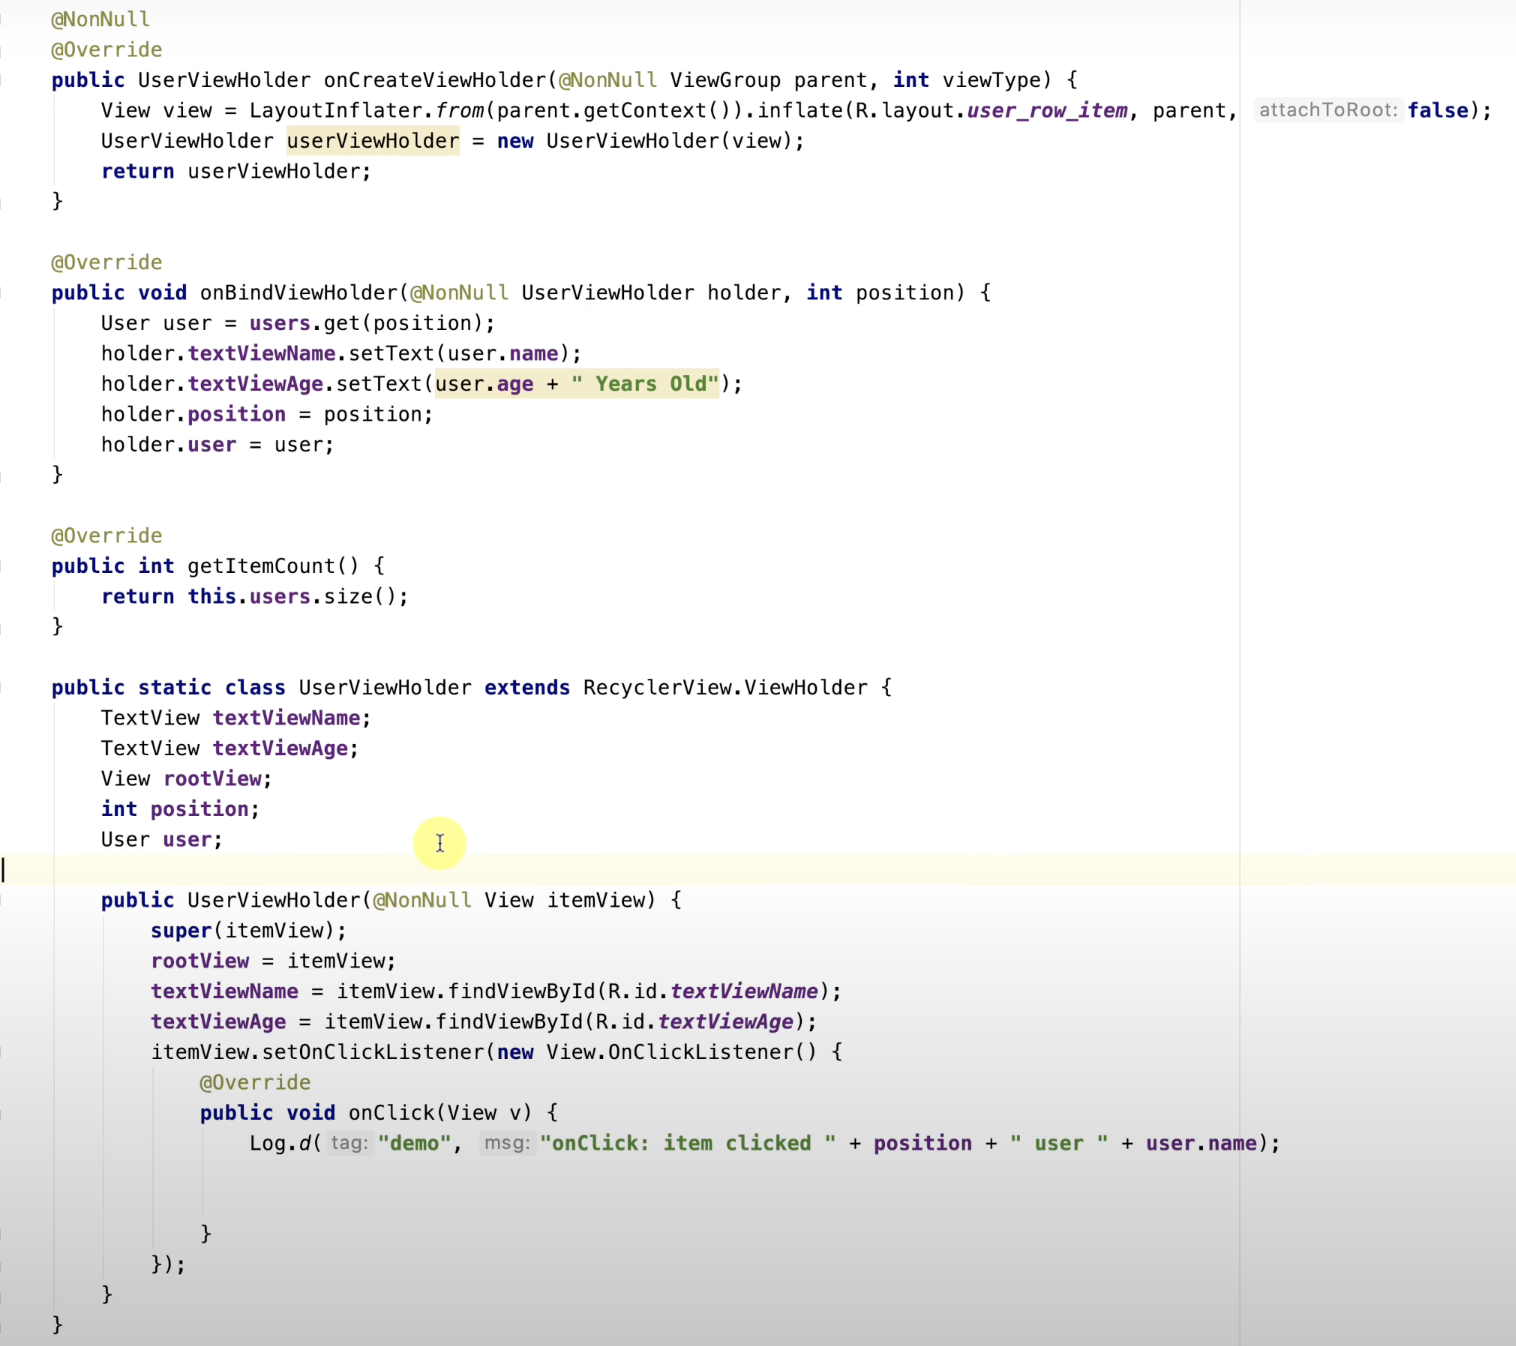 @NonNull
@Override
public UserViewHolder onCreateViewHolder(@NonNull ViewGroup parent, int viewType) {
View view = LayoutInflater.from(parent.getContext()).inflate(R.layout.user_row_item, parent, attachToRoot: false);
UserViewHolder userViewHolder = new UserViewHolder(view);
return userViewHolder;
}
@Override
public void onBindViewHolder(@NonNull UserViewHolder holder, int position) {
User user = users.get(position);
holder.textViewName.setText(user.name);
holder.textViewAge.setText(user.age + " Years Old");
holder.position = position;
holder.user = user;
}
@Override
public int getItemCount() {
return this.users.size();
}
public static class UserViewHolder extends RecyclerView.ViewHolder {
TextView textViewName;
TextView textViewAge;
View rootView;
int position;
User user;
public UserViewHolder(@NonNull View itemView) {
super(itemView);
rootView = itemView;
textViewName = itemView.findViewById(R.id.textViewName);
textViewAge = itemView.findViewById(R.id.textViewAge);
itemView.setOnClickListener(new View.OnClickListener() {
@Override
public void onClick(View v) {
Log.d( tag: "demo", msg: "onClick: item clicked " + position + " user " + user.name);
}
});
}
}